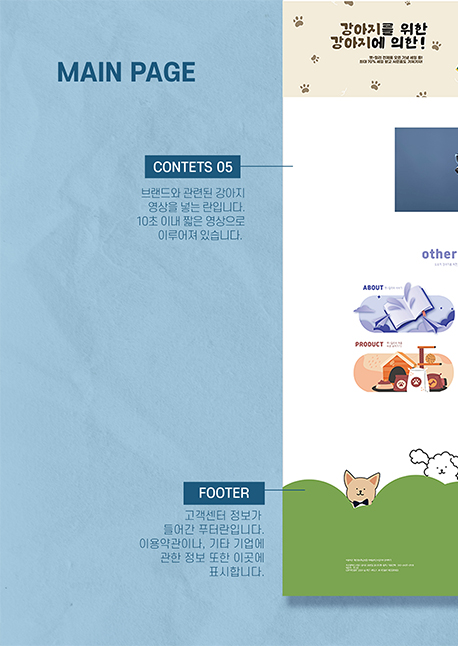 강아지를 위한
강아지에 의한!
MAIN PAGE
CONTETS 05
브랜드와 관련된 강아지
영상을 넣는 란입니다.
10초 이내 짧은 영상으로
이루어져 있습니다.
other
ABOUT
PRODUCT
FOOTER
고객센터 정보가
들어간 푸터란입니다.
이용약관이나, 기타 기업에
관한 정보 또한 이곳에
표시합니다.